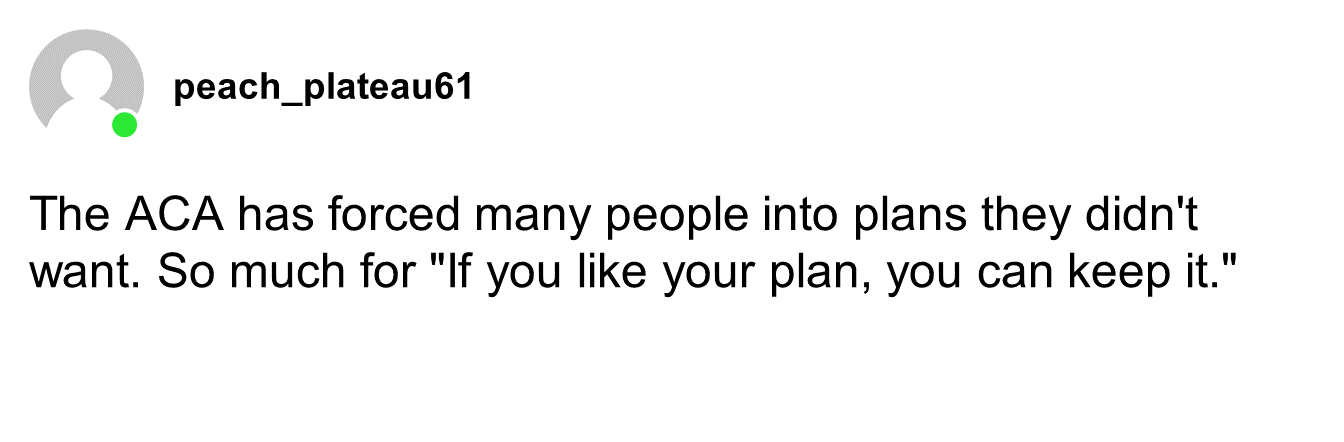 peach_plateau61
The ACA has forced many people into plans they didn't
want. So much for "If you like your plan, you can keep it."